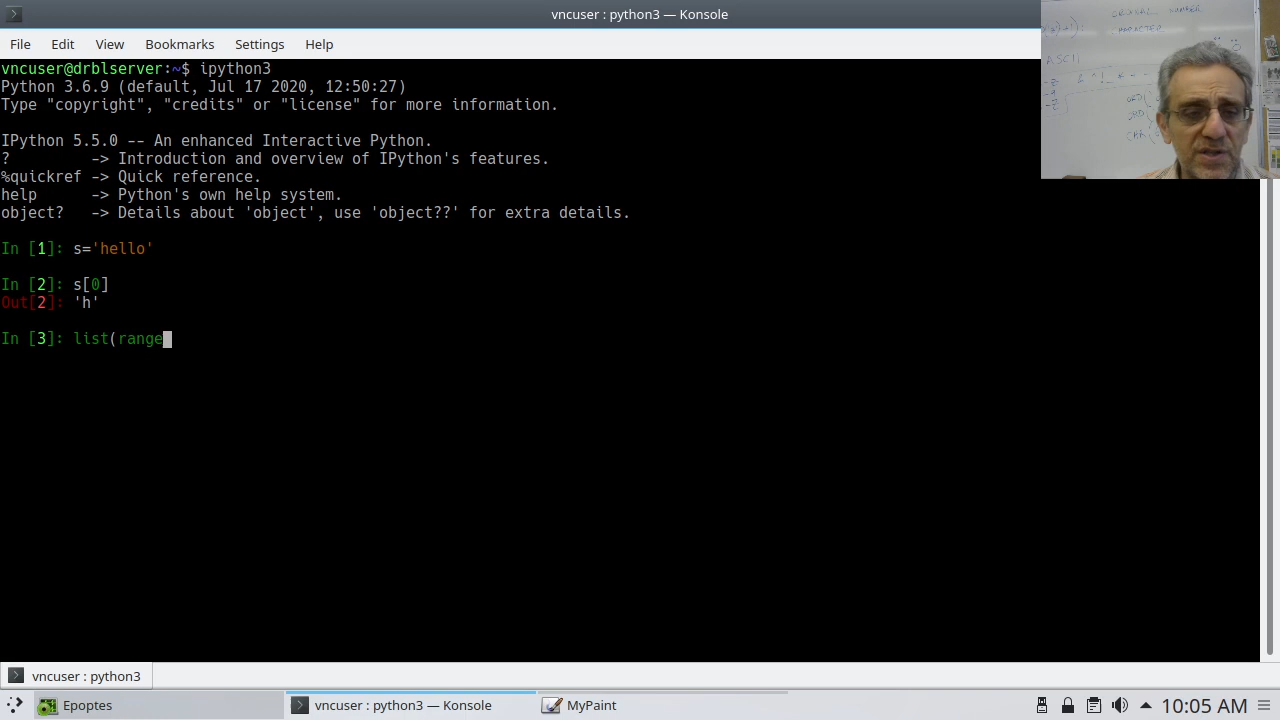 vncuser : python3 — Konsole
File Edit View Bookmarks Settings Help
vncuser@drblserver:~$ ipython3
Python 3.6.9 (default, Jul 17 2020, 12:50:27)
Type "copyright", "credits" or "license" for more information.
IPython 5.5.0 -- An enhanced Interactive Python.
? -> Introduction and overview of IPython's features.
%quickref -> Quick reference.
help -> Python's own help system.
object? -> Details about 'object', use 'object??' for extra details.
In [1]: s='hello'
In [2]: s[0]
Out[2]: 'h'
In [3]: list(range
ORDINAL NUMBER
CHARACTER
ASCII
vncuser : python3
Epoptes
vncuser : python3 — Konsole
MyPaint
10:05 AM